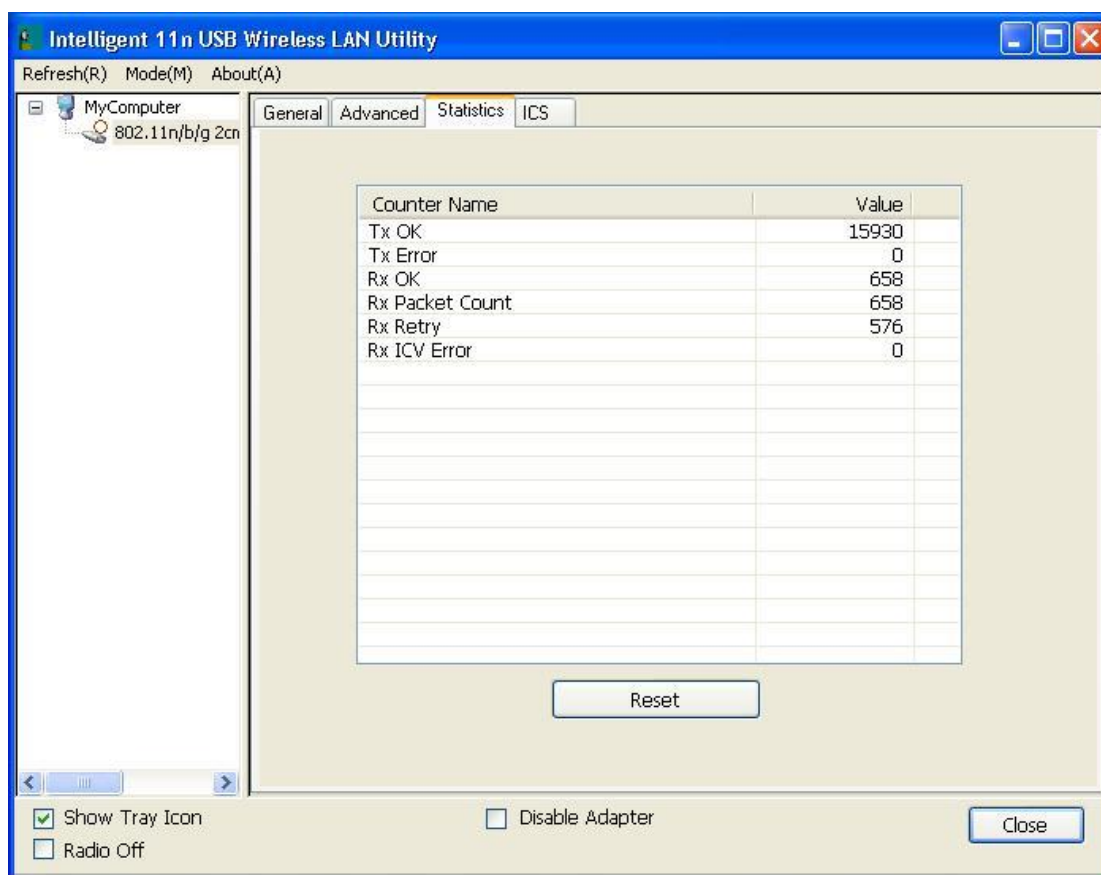 Intelligent 11n USB Wireless LAN Utility
Refresh(R) Mode(M) About(A)
MyComputer
802.11n/b/g 2cn
General Advanced Statistics ICS
Counter Name Value
Tx OK 15930
Tx Error 0
Rx OK 658
Rx Packet Count 658
Rx Retry 576
Rx ICV Error 0
Reset
Show Tray Icon Disable Adapter Close
Radio Off